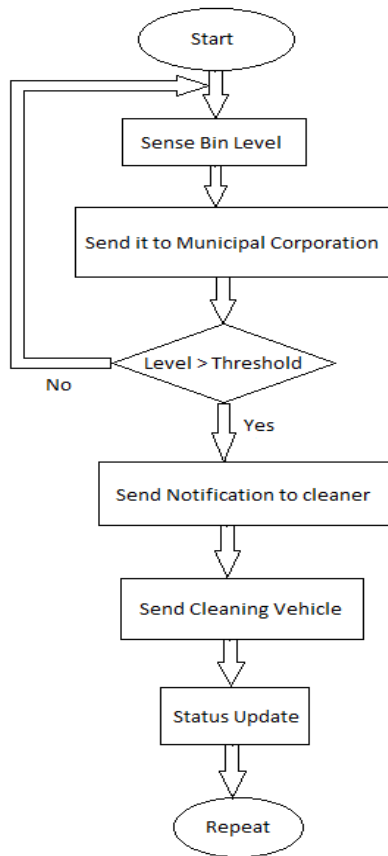 Start
Sense Bin Level
Send it to Municipal Corporation
Level > Threshold
No
Yes
Send Notification to cleaner
Send Cleaning Vehicle
Status Update
Repeat